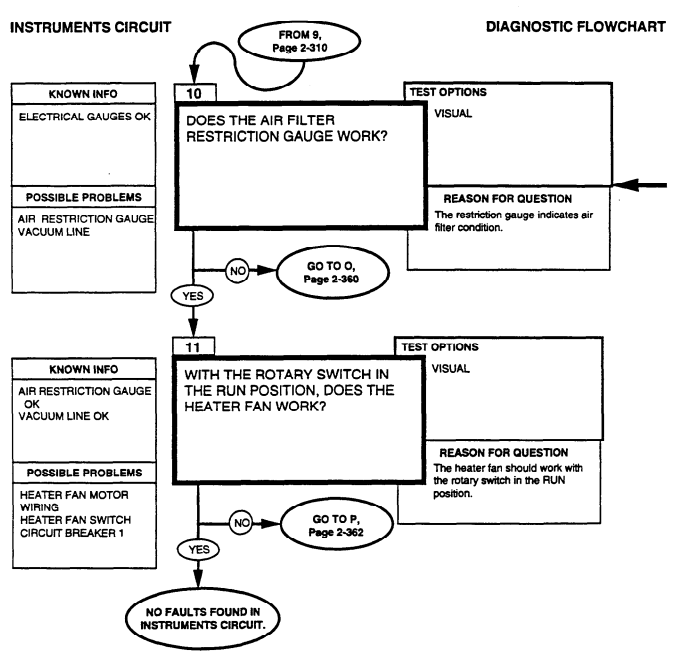 INSTRUMENTS CIRCUIT
DIAGNOSTIC FLOWCHART
FROM 9,
Page 2-310
KNOWN INFO
ELECTRICAL GAUGES OK
POSSIBLE PROBLEMS
AIR RESTRICTION GAUGE
VACUUM LINE
10
DOES THE AIR FILTER
RESTRICTION GAUGE WORK?
TEST OPTIONS
VISUAL
REASON FOR QUESTION
The restriction gauge indicates air
filter condition.
NO
GO TO O,
Page 2-360
YES
KNOWN INFO
AIR RESTRICTION GAUGE
OK
VACUUM LINE OK
POSSIBLE PROBLEMS
HEATER FAN MOTOR
WIRING
HEATER FAN SWITCH
CIRCUIT BREAKER 1
11
WITH THE ROTARY SWITCH IN
THE RUN POSITION, DOES THE
HEATER FAN WORK?
TEST OPTIONS
VISUAL
REASON FOR QUESTION
The heater fan should work with
the rotary switch in the RUN
position.
NO
GO TO P,
Page 2-362
YES
NO FAULTS FOUND IN
INSTRUMENTS CIRCUIT.